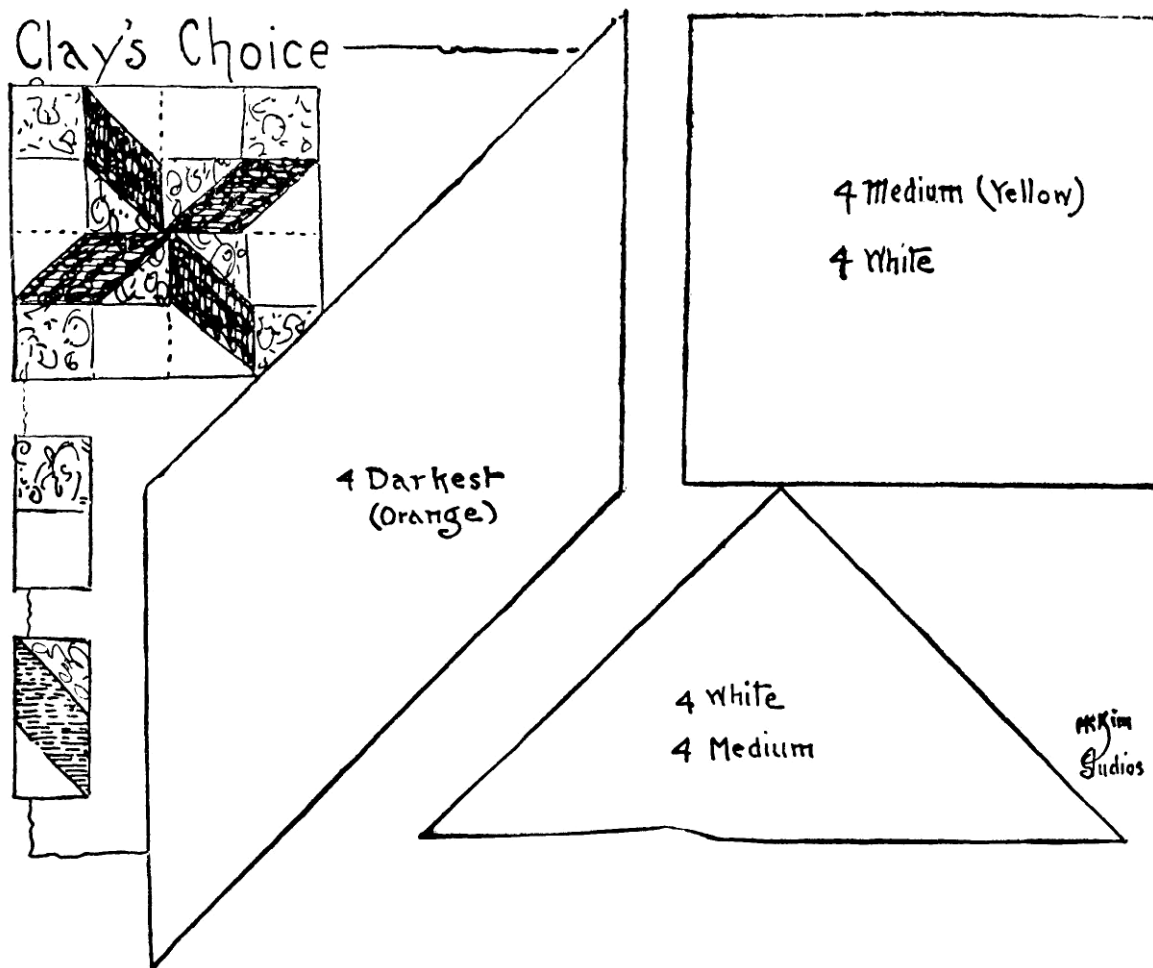 Clay's Choice
4 Medium (Yellow)
4 White
4 Darkest
(Orange)
4 White
4 Medium
McKim
Studios